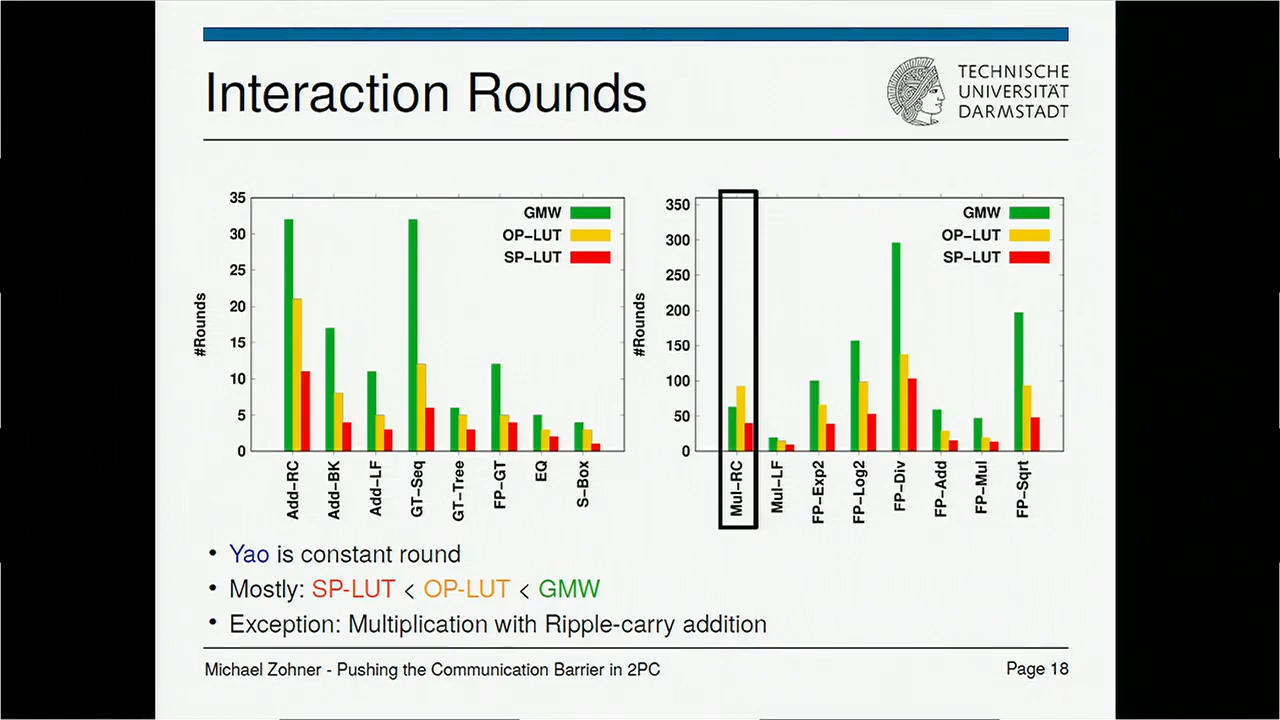 Interaction Rounds
TECHNISCHE
UNIVERSITÄT
DARMSTADT
35
30
25
20
15
10
5
0
#Rounds
GMW
OP-LUT
SP-LUT
Add-RC
Add-BK
Add-LF
GT-Seq
GT-Tree
FP-GT
EQ
S-Box
350
300
250
200
150
100
50
0
#Rounds
GMW
OP-LUT
SP-LUT
Mul-RC
Mul-LF
FP-Exp2
FP-Log2
FP-Div
FP-Add
FP-Mul
FP-Sqrt
• Yao is constant round
• Mostly: SP-LUT < OP-LUT < GMW
• Exception: Multiplication with Ripple-carry addition
Michael Zohner - Pushing the Communication Barrier in 2PC
Page 18